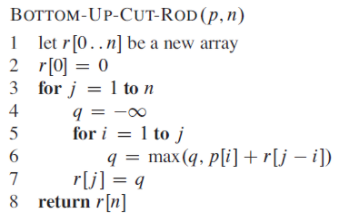 BOTTOM-UP-CUT-ROD(p, n)
1 let r[0..n] be a new array
2 r[0] = 0
3 for j = 1 to n
4 q = −∞
5 for i = 1 to j
6 q = max(q, p[i] + r[j − i])
7 r[j] = q
8 return r[n]